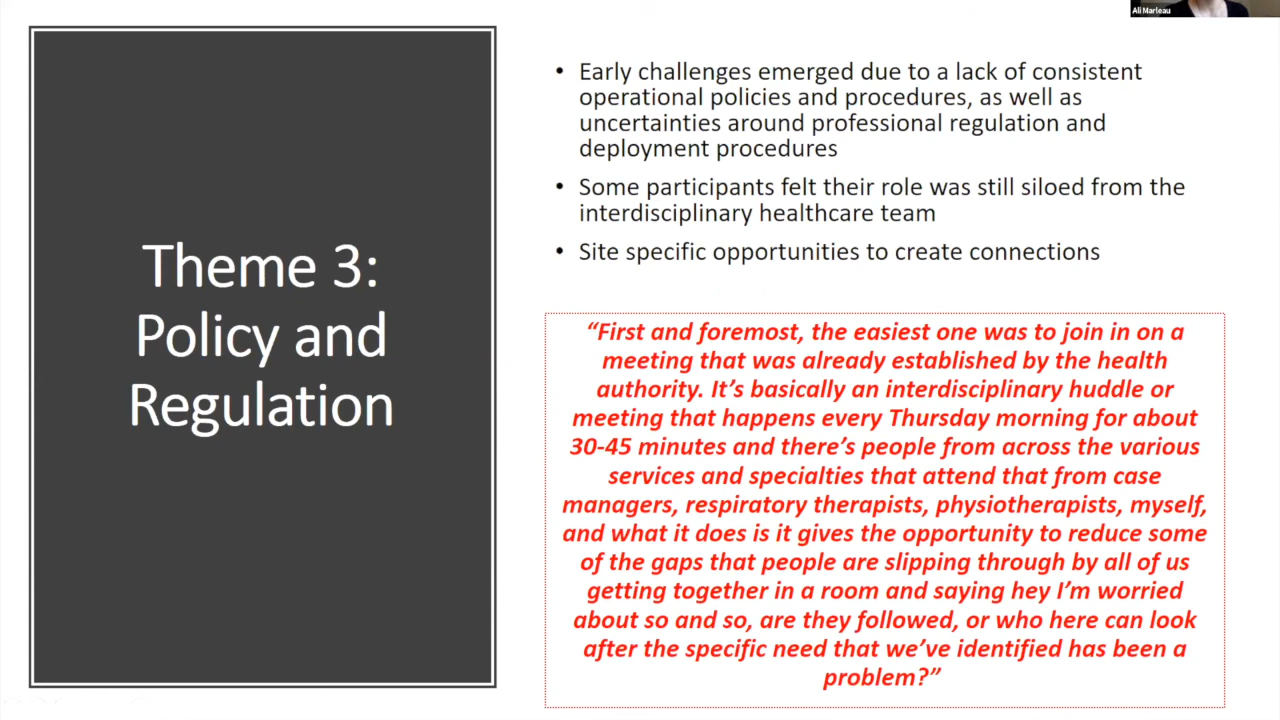 Ali Marleau
Theme 3:
Policy and
Regulation
• Early challenges emerged due to a lack of consistent
operational policies and procedures, as well as
uncertainties around professional regulation and
deployment procedures
• Some participants felt their role was still siloed from the
interdisciplinary healthcare team
• Site specific opportunities to create connections
“First and foremost, the easiest one was to join in on a
meeting that was already established by the health
authority. It’s basically an interdisciplinary huddle or
meeting that happens every Thursday morning for about
30-45 minutes and there’s people from across the various
services and specialties that attend that from case
managers, respiratory therapists, physiotherapists, myself,
and what it does is it gives the opportunity to reduce some
of the gaps that people are slipping through by all of us
getting together in a room and saying hey I’m worried
about so and so, are they followed, or who here can look
after the specific need that we’ve identified has been a
problem?”